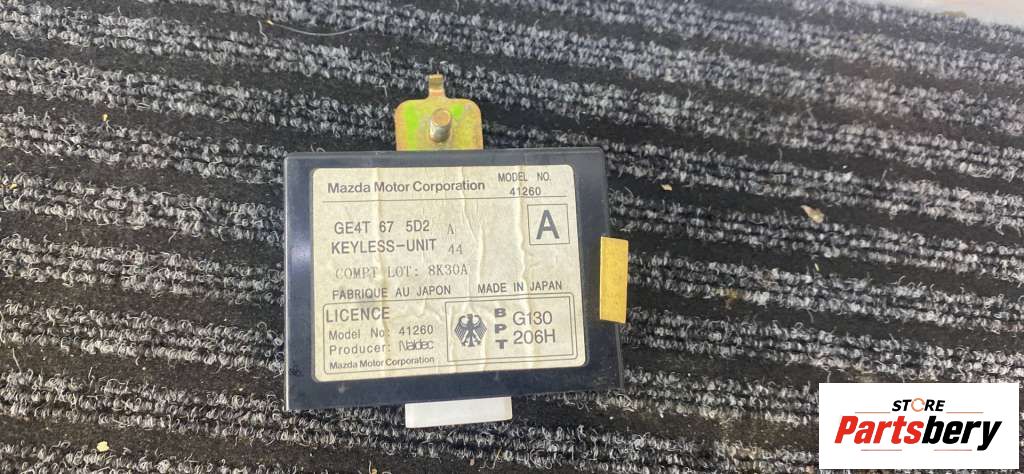 Mazda Motor Corporation MODEL NO. 41260
GE4T 67 5D2 A
KEYLESS-UNIT 44
A
COMPT LOT: 8K30A
FABRIQUE AU JAPON MADE IN JAPAN
LICENCE
Model No: 41260
Producer: Naldec
Mazda Motor Corporation
BPT
G130
206H
STORE
Partsbery